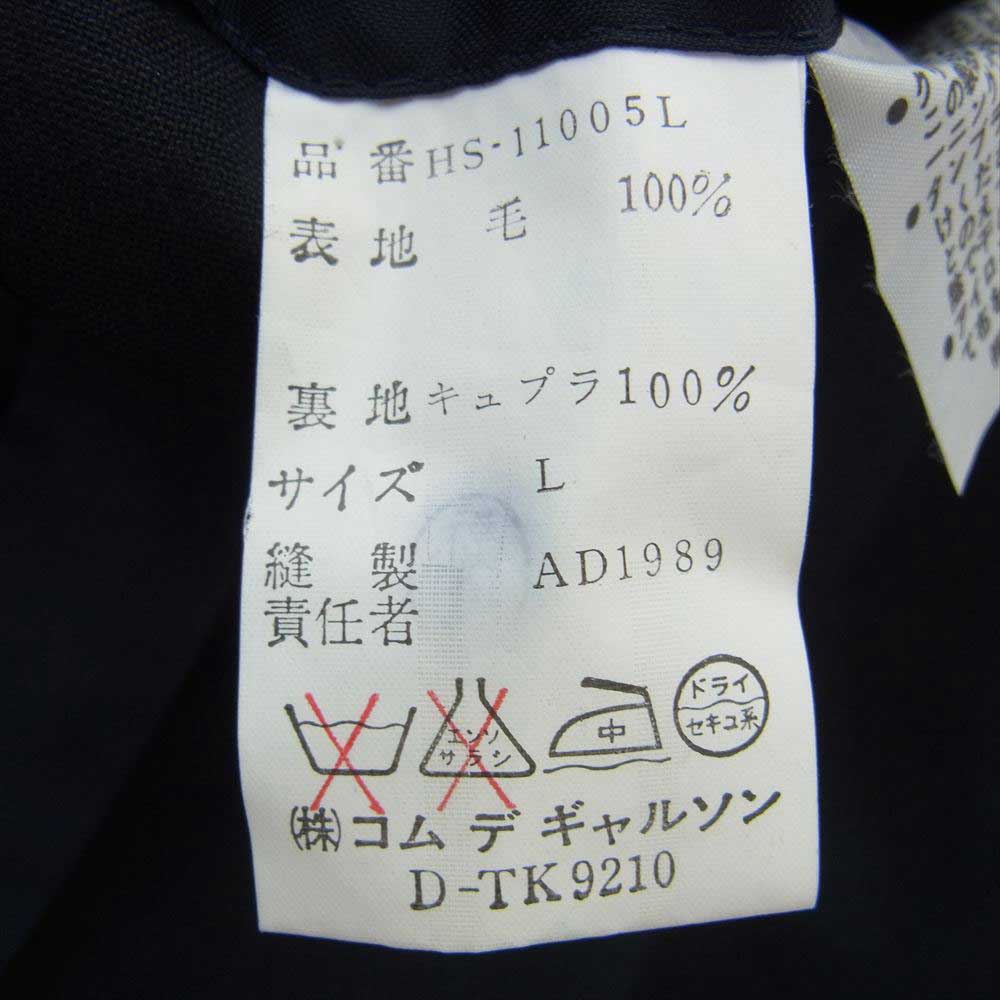 品番 HS-11005L
表地 毛 100%
裏地 キュプラ 100%
サイズ L
縫製 AD1989
責任者
エンソ
サラシ
中
ドライ
セキユ系
(株)コム デ ギャルソン
D-TK9210